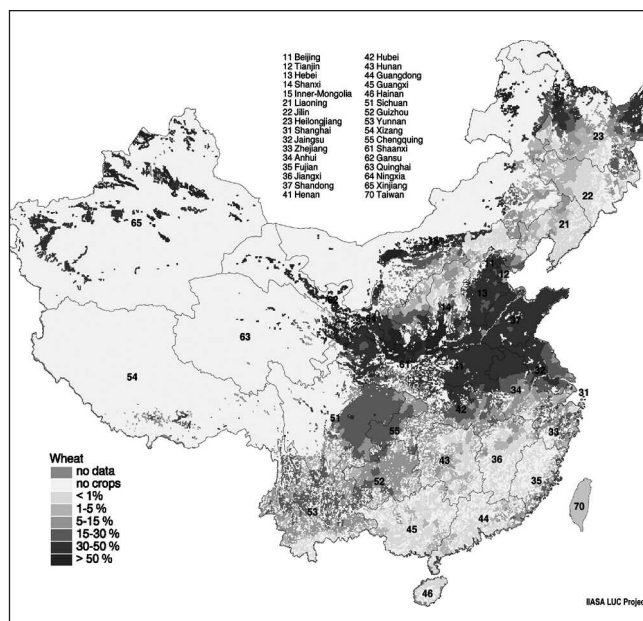 11 Beijing
12 Tianjin
13 Hebei
14 Shanxi
15 Inner-Mongolia
21 Liaoning
22 Jilin
23 Heilongjiang
31 Shanghai
32 Jaingsu
33 Zhejiang
34 Anhui
35 Fujian
36 Jiangxi
37 Shandong
41 Henan
42 Hubei
43 Hunan
44 Guangdong
45 Guangxi
46 Hainan
51 Sichuan
52 Guizhou
53 Yunnan
54 Xizang
55 Chengquing
61 Shaanxi
62 Gansu
63 Quinghai
64 Ningxia
65 Xinjiang
70 Taiwan
23
22
21
65
12
13
63
54
34
31
51
42
55
33
43
36
52
35
53
45
44
70
46
Wheat
no data
no crops
< 1%
1-5 %
5-15 %
15-30 %
30-50 %
> 50 %
IIASA LUC Projec